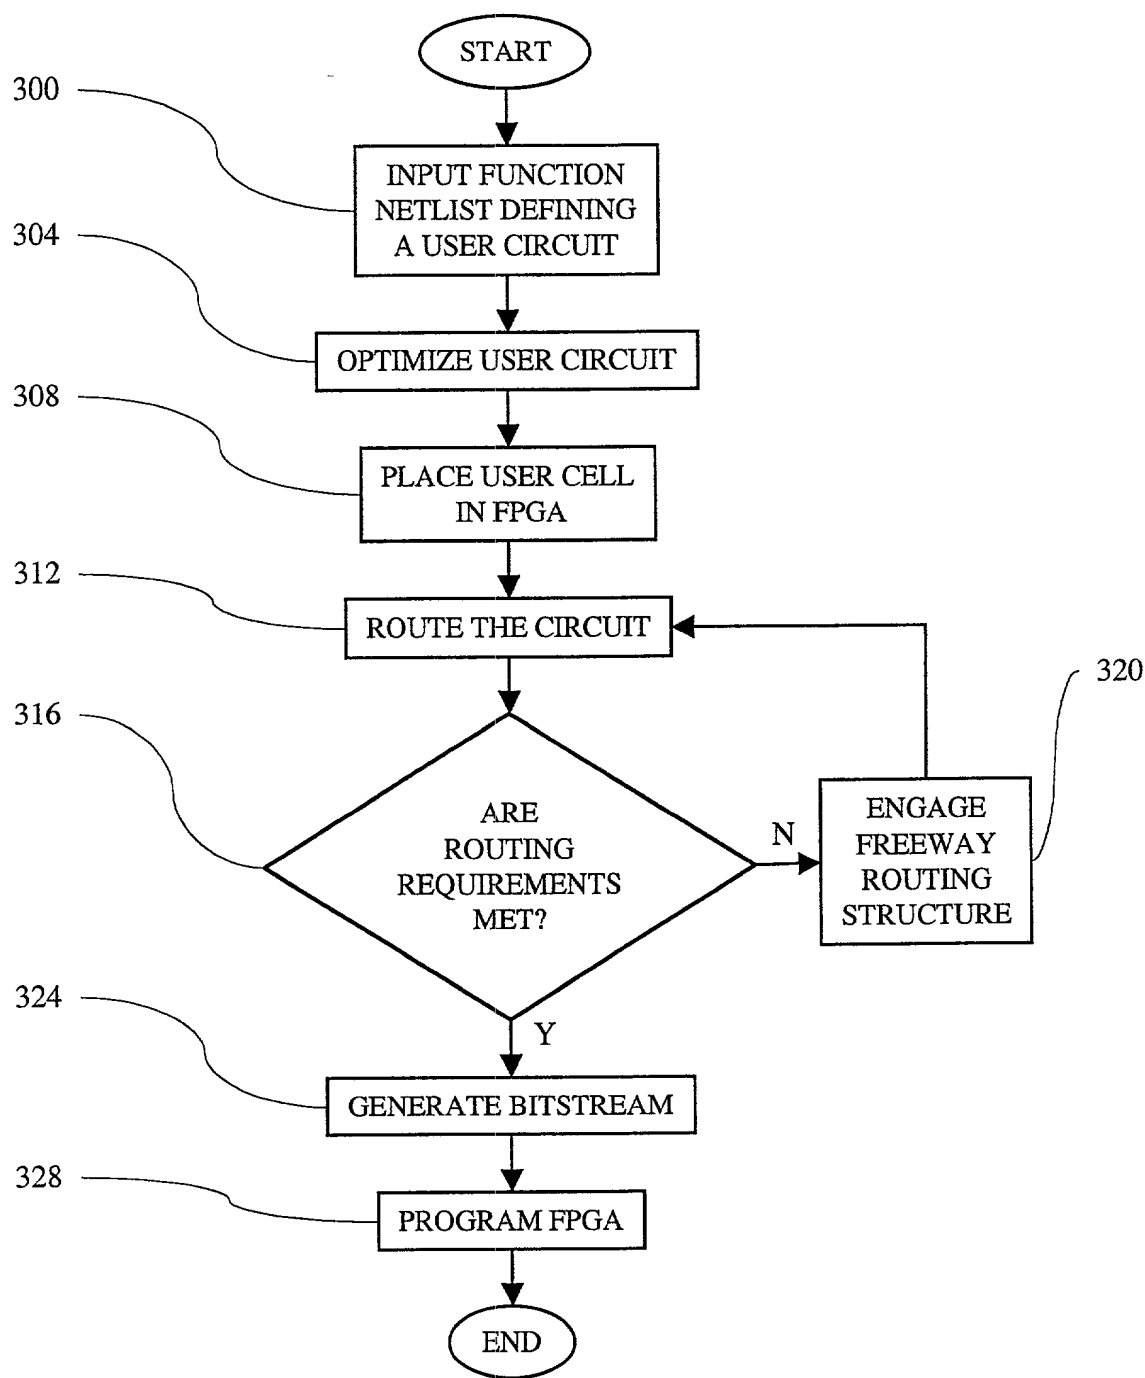 START
300
INPUT FUNCTION
NETLIST DEFINING
A USER CIRCUIT
304
OPTIMIZE USER CIRCUIT
308
PLACE USER CELL
IN FPGA
312
ROUTE THE CIRCUIT
316
ARE
ROUTING
REQUIREMENTS
MET?
N
320
ENGAGE
FREEWAY
ROUTING
STRUCTURE
Y
324
GENERATE BITSTREAM
328
PROGRAM FPGA
END